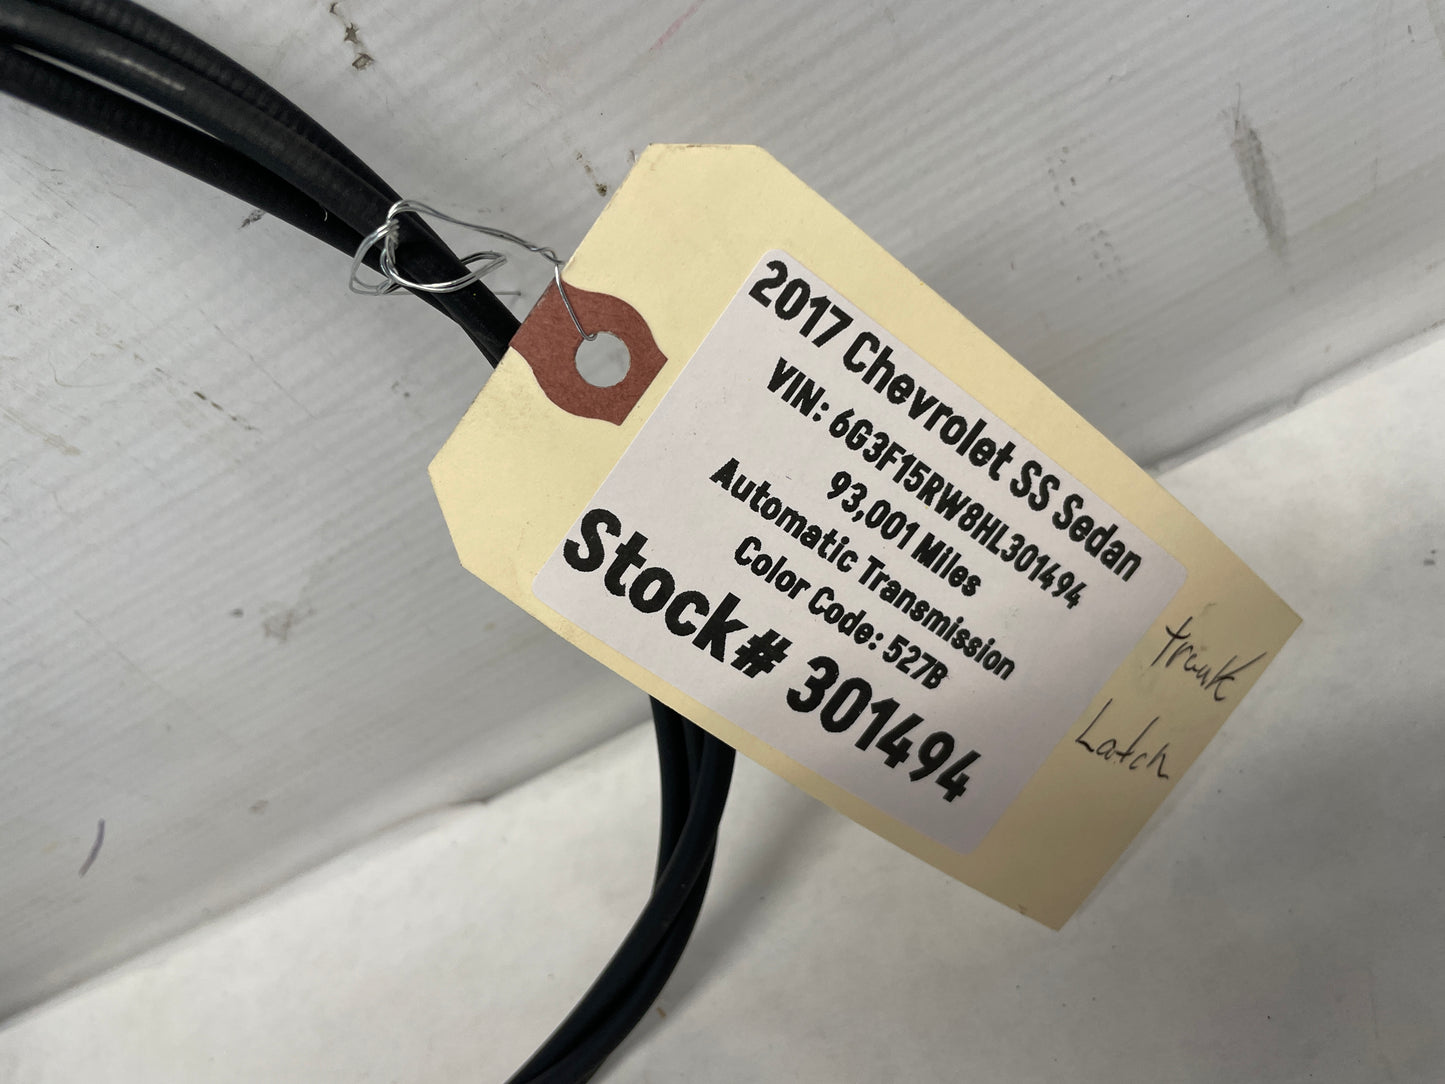 2017 Chevrolet SS Sedan
VIN: 6G3F15RW8HL301494
93,001 Miles
Automatic Transmission
Color Code: 527B
Stock# 301494
trunk
Latch